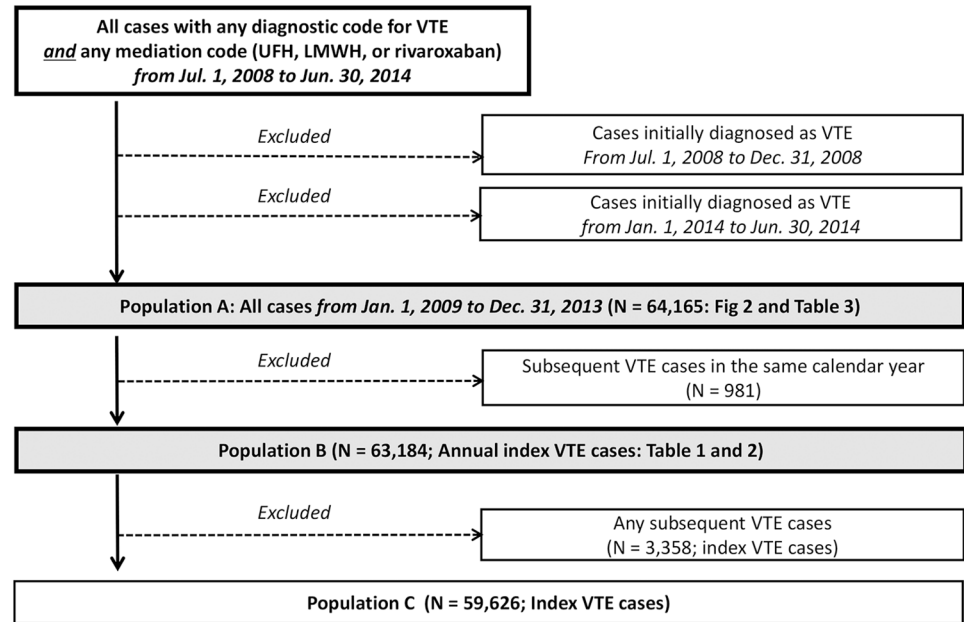 All cases with any diagnostic code for VTE
and any mediation code (UFH, LMWH, or rivaroxaban)
from Jul. 1, 2008 to Jun. 30, 2014
Excluded
Cases initially diagnosed as VTE
From Jul. 1, 2008 to Dec. 31, 2008
Excluded
Cases initially diagnosed as VTE
from Jan. 1, 2014 to Jun. 30, 2014
Population A: All cases from Jan. 1, 2009 to Dec. 31, 2013 (N = 64,165: Fig 2 and Table 3)
Excluded
Subsequent VTE cases in the same calendar year
(N = 981)
Population B (N = 63,184; Annual index VTE cases: Table 1 and 2)
Excluded
Any subsequent VTE cases
(N = 3,358; index VTE cases)
Population C (N = 59,626; Index VTE cases)